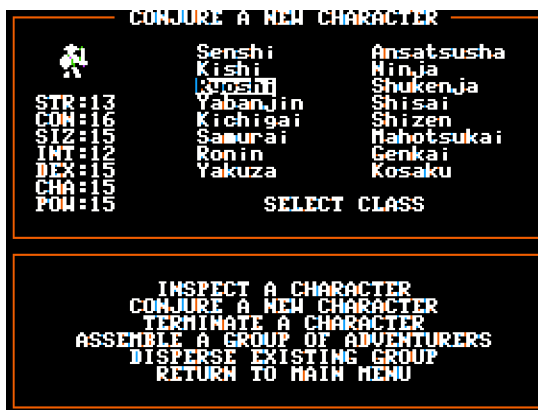 CONJURE A NEW CHARACTER
Senshi Ansatsusha
Kishi Ninja
Ryoshi Shukenja
STR:13 Yabanjin Shisai
CON:16 Kichigai Shizen
SIZ:15 Samurai Mahotsukai
INT:12 Ronin Genkai
DEX:15 Yakuza Kosaku
CHA:15
POW:15 SELECT CLASS
INSPECT A CHARACTER
CONJURE A NEW CHARACTER
TERMINATE A CHARACTER
ASSEMBLE A GROUP OF ADVENTURERS
DISPERSE EXISTING GROUP
RETURN TO MAIN MENU